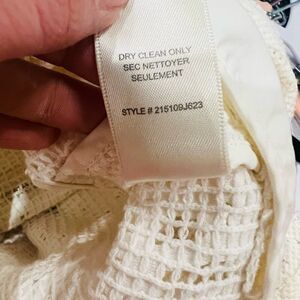 DRY CLEAN ONLY
SEC NETTOYER
SEULEMENT
STYLE # 215109J623